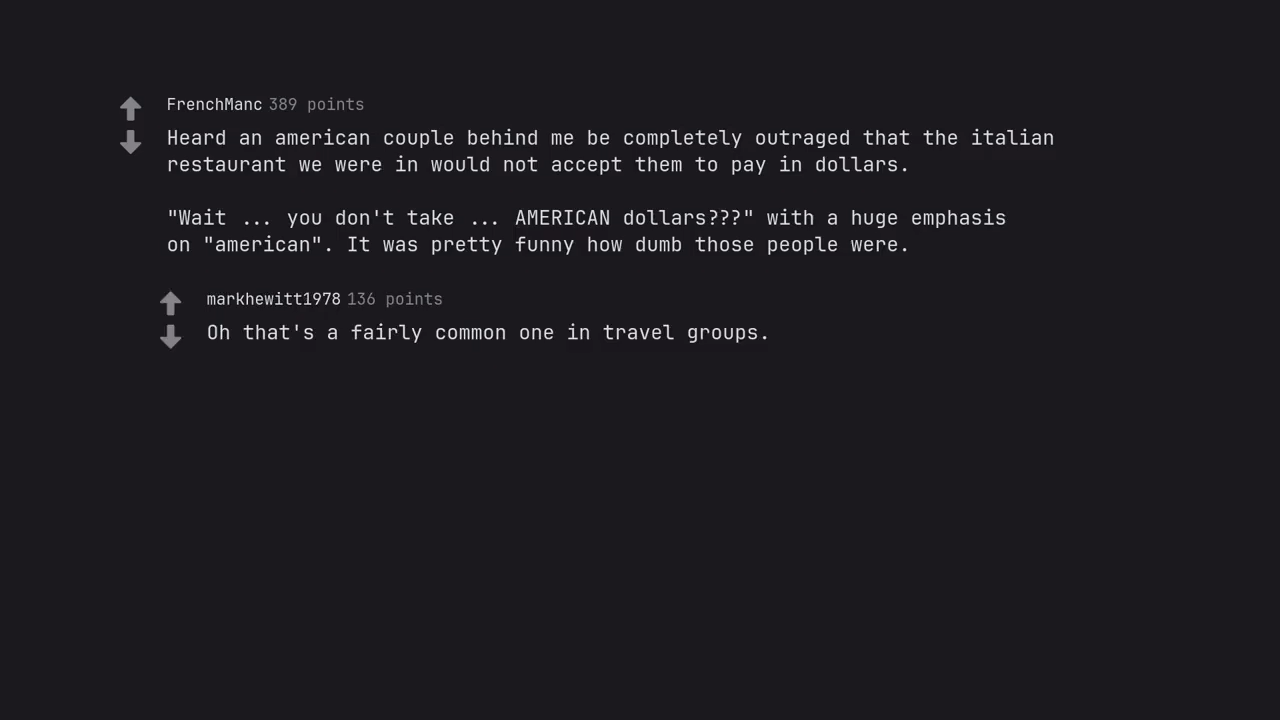 FrenchManc 389 points
Heard an american couple behind me be completely outraged that the italian
restaurant we were in would not accept them to pay in dollars.
"Wait ... you don't take ... AMERICAN dollars???" with a huge emphasis
on "american". It was pretty funny how dumb those people were.
markhewitt1978 136 points
Oh that's a fairly common one in travel groups.